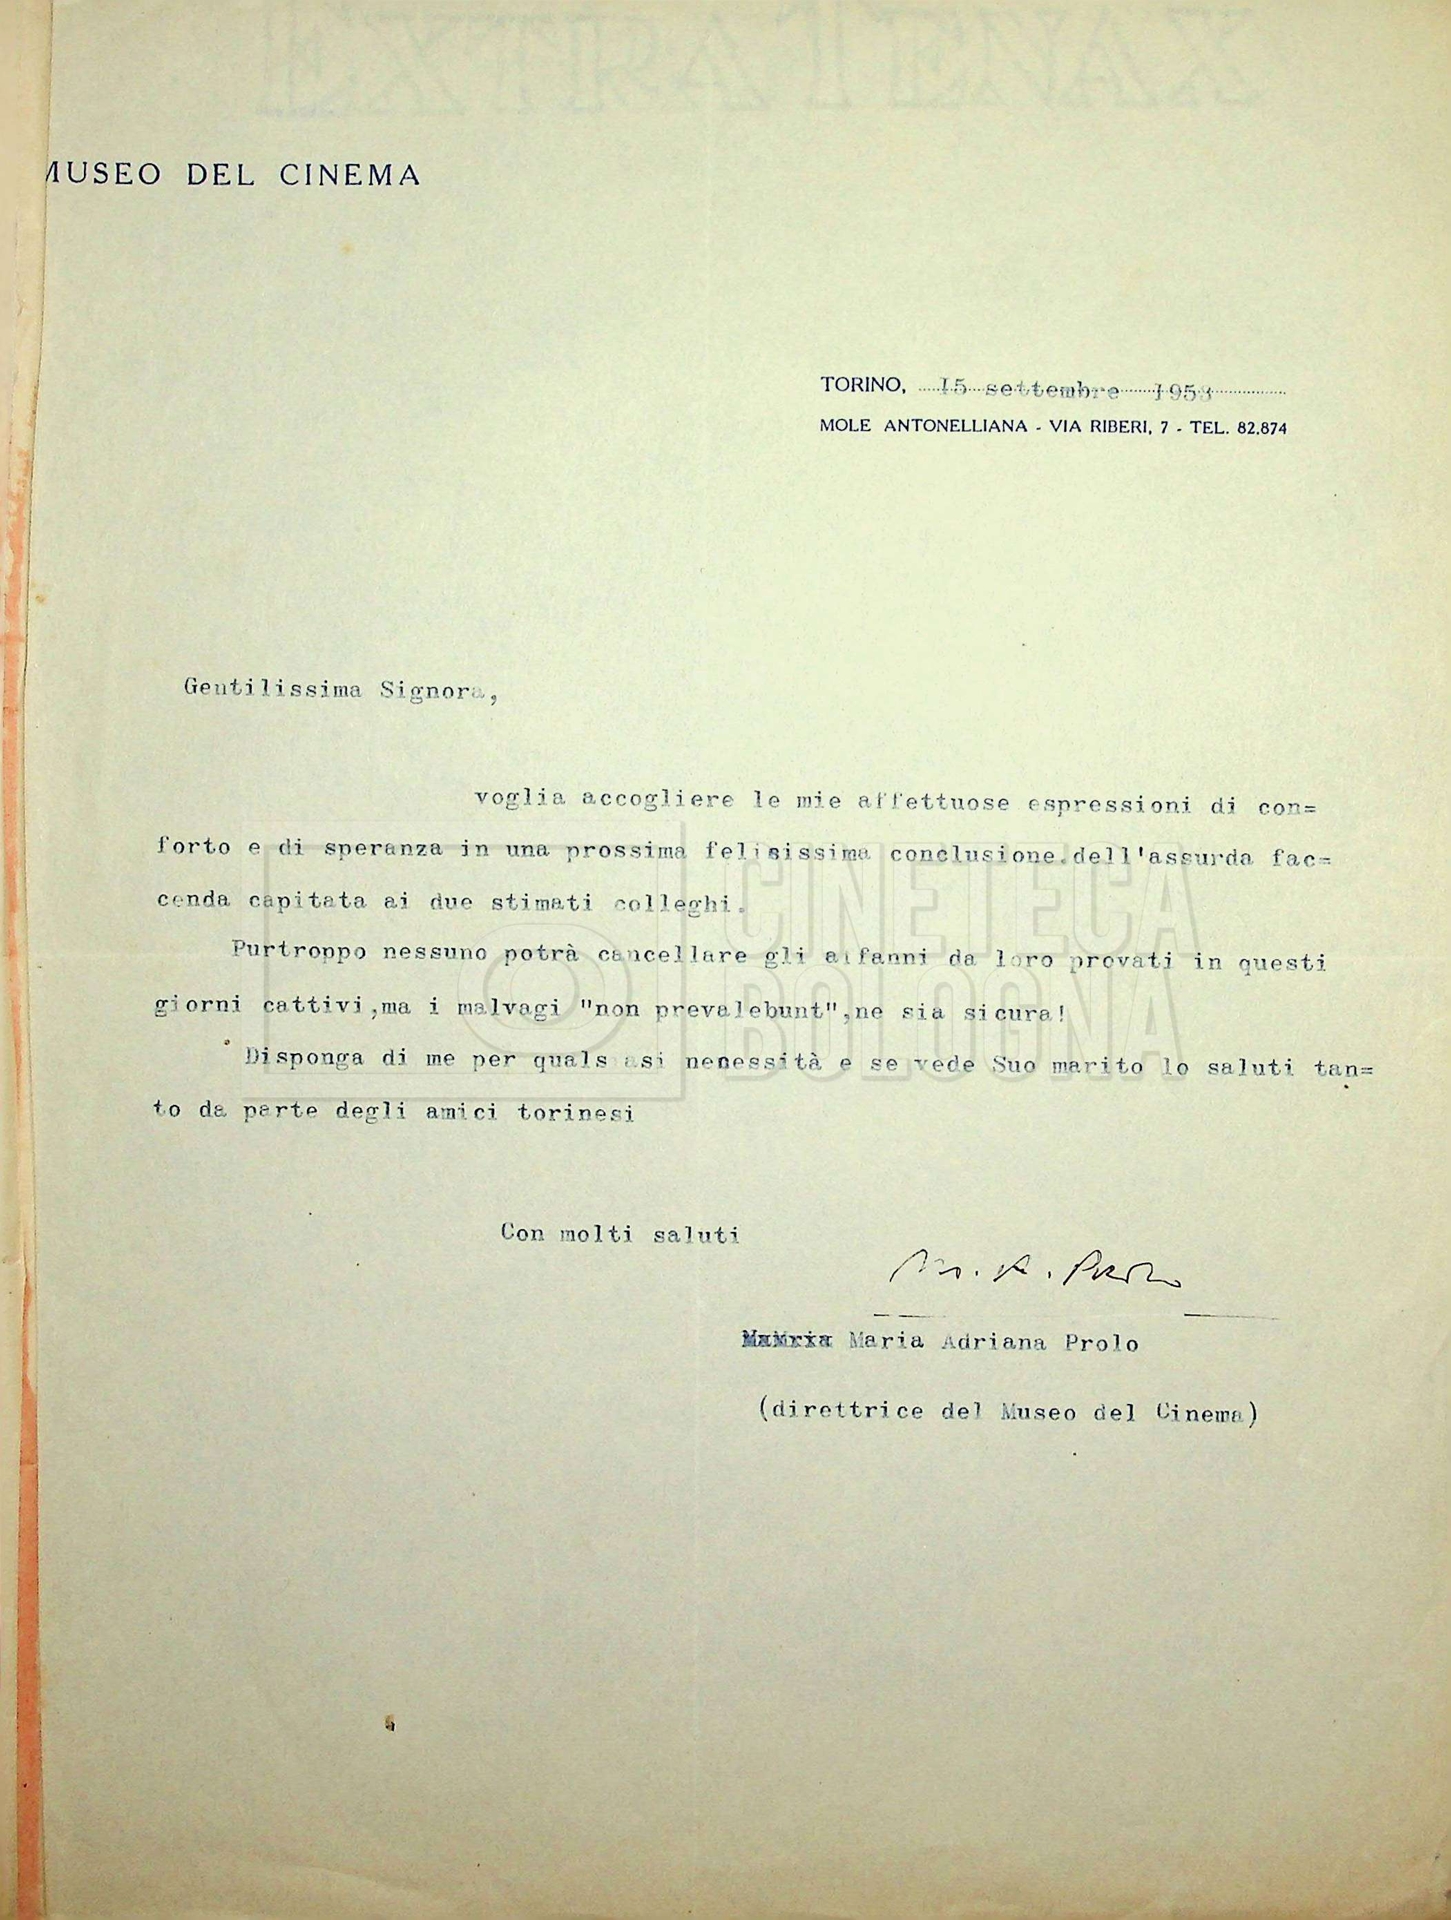 MUSEO DEL CINEMA
TORINO, 15 settembre 1953
MOLE ANTONELLIANA - VIA RIBERI, 7 - TEL. 82.874
Gentilissima Signora,
voglia accogliere le mie affettuose espressioni di con=
forto e di speranza in una prossima felisissima conclusione.dell'assurda fac=
cenda capitata ai due stimati colleghi.
Purtroppo nessuno potrà cancellare gli affanni da loro provati in questi
giorni cattivi,ma i malvagi "non prevalebunt",ne sia sicura!
Disponga di me per quals asi nenessità e se vede Suo marito lo saluti tan=
to da parte degli amici torinesi
Con molti saluti
M. A. Prolo
Maria Adriana Prolo
(direttrice del Museo del Cinema)
CINETECA
BOLOGNA